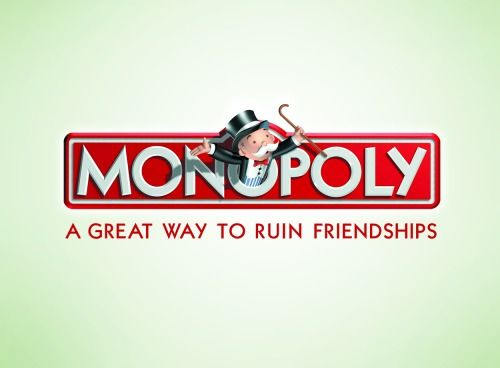 MONOPOLY
A GREAT WAY TO RUIN FRIENDSHIPS